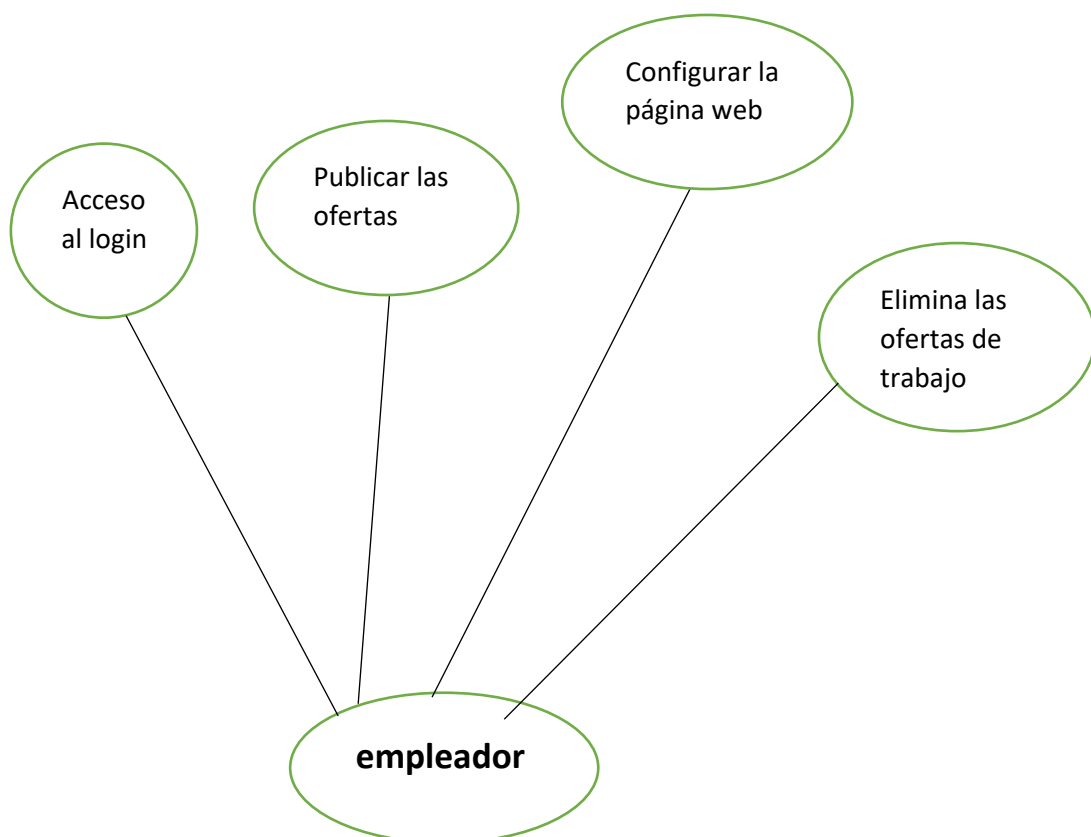 Configurar la
página web
Publicar las
ofertas
Acceso
al login
Elimina las
ofertas de
trabajo
empleador